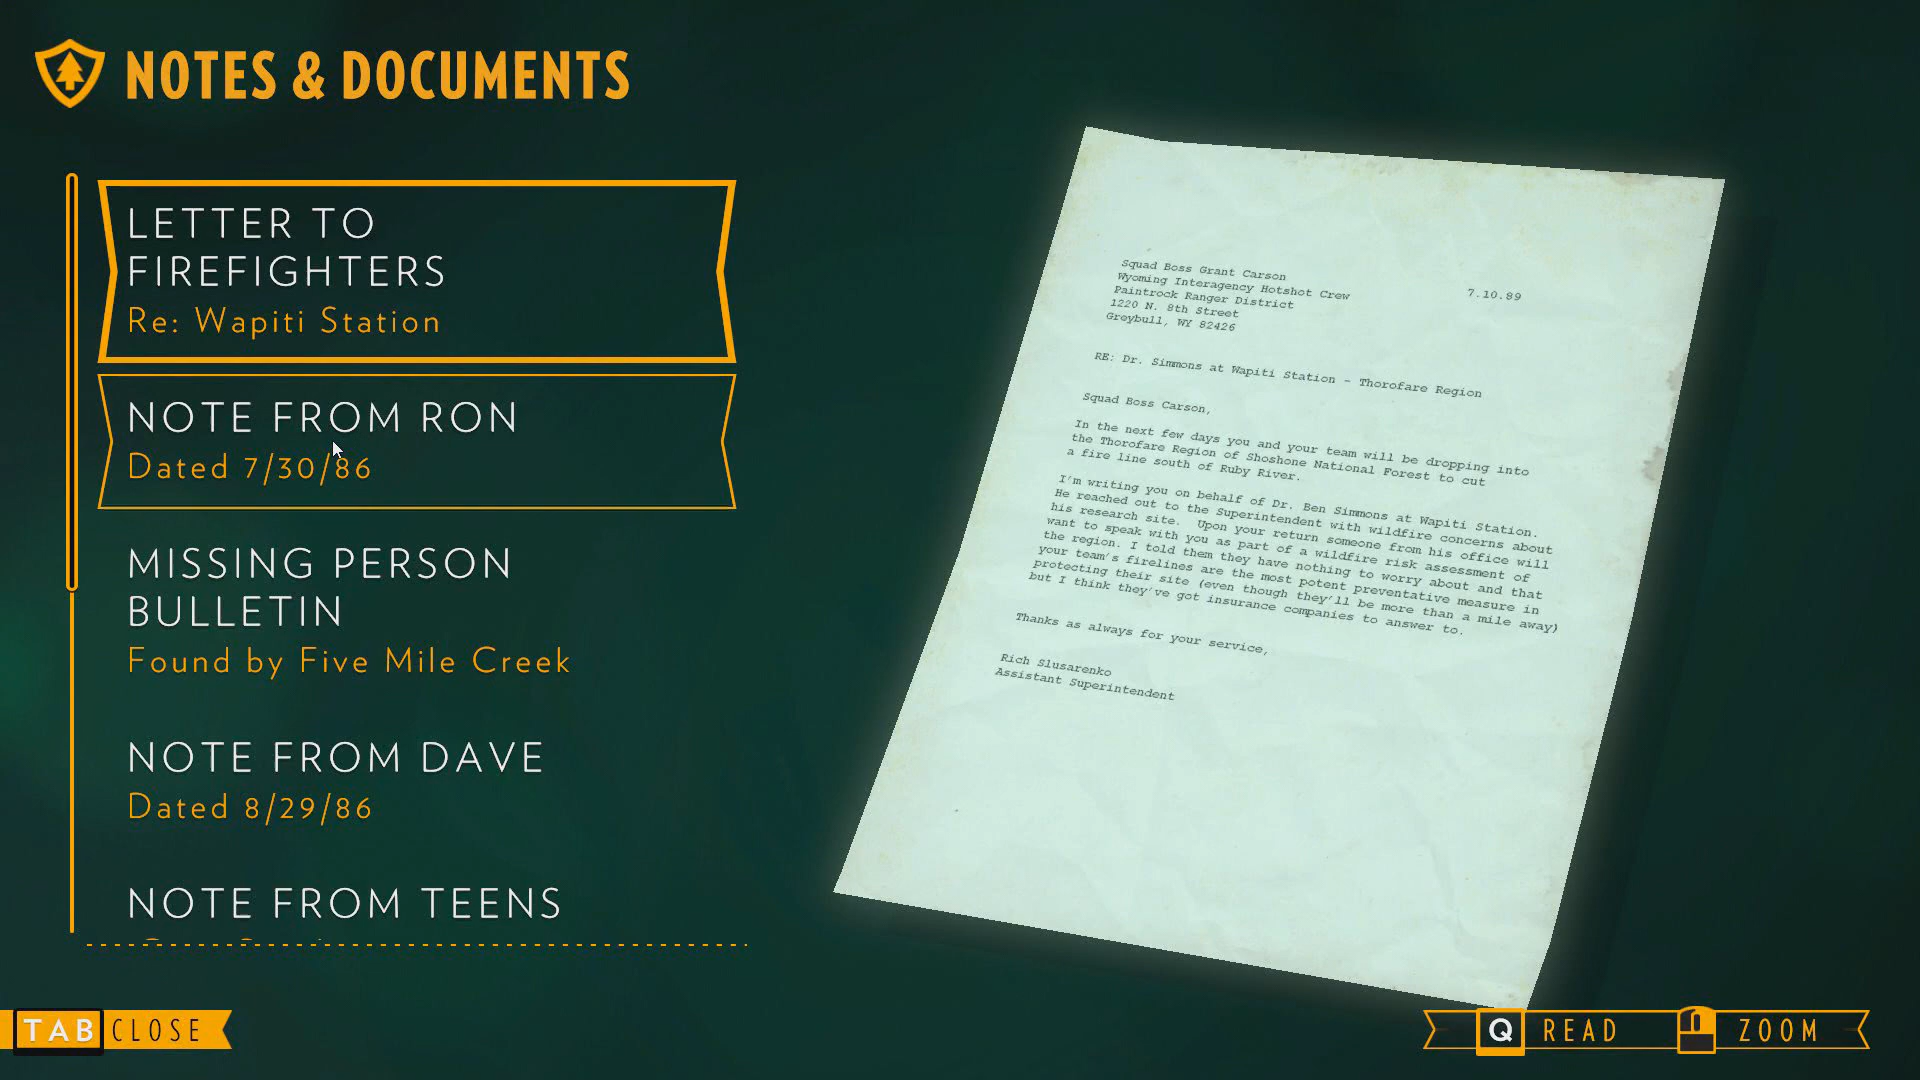 NOTES & DOCUMENTS
LETTER TO
FIREFIGHTERS
Re: Wapiti Station
NOTE FROM RON
Dated 7/30/86
MISSING PERSON
BULLETIN
Found by Five Mile Creek
NOTE FROM DAVE
Dated 8/29/86
NOTE FROM TEENS
Squad Boss Grant Carson
7.10.89
Wyoming Interagency Hotshot Crew
Paintrock Ranger District
1220 N. 8th Street
Greybull, WY 82426
RE: Dr. Simmons at Wapiti Station - Thorofare Region
Squad Boss Carson,
In the next few days you and your team will be dropping into
the Thorofare Region of Shoshone National Forest to cut
a fire line south of Ruby River.
I'm writing you on behalf of Dr. Ben Simmons at Wapiti Station.
He reached out to the Superintendent with wildfire concerns about
his research site. Upon your return someone from his office will
want to speak with you as part of a wildfire risk assessment of
the region. I told them they have nothing to worry about and that
your team's firelines are the most potent preventative measure in
protecting their site (even though they'll be more than a mile away)
but I think they've got insurance companies to answer to.
Thanks as always for your service,
Rich Slusarenko
Assistant Superintendent
TAB CLOSE
Q READ ZOOM